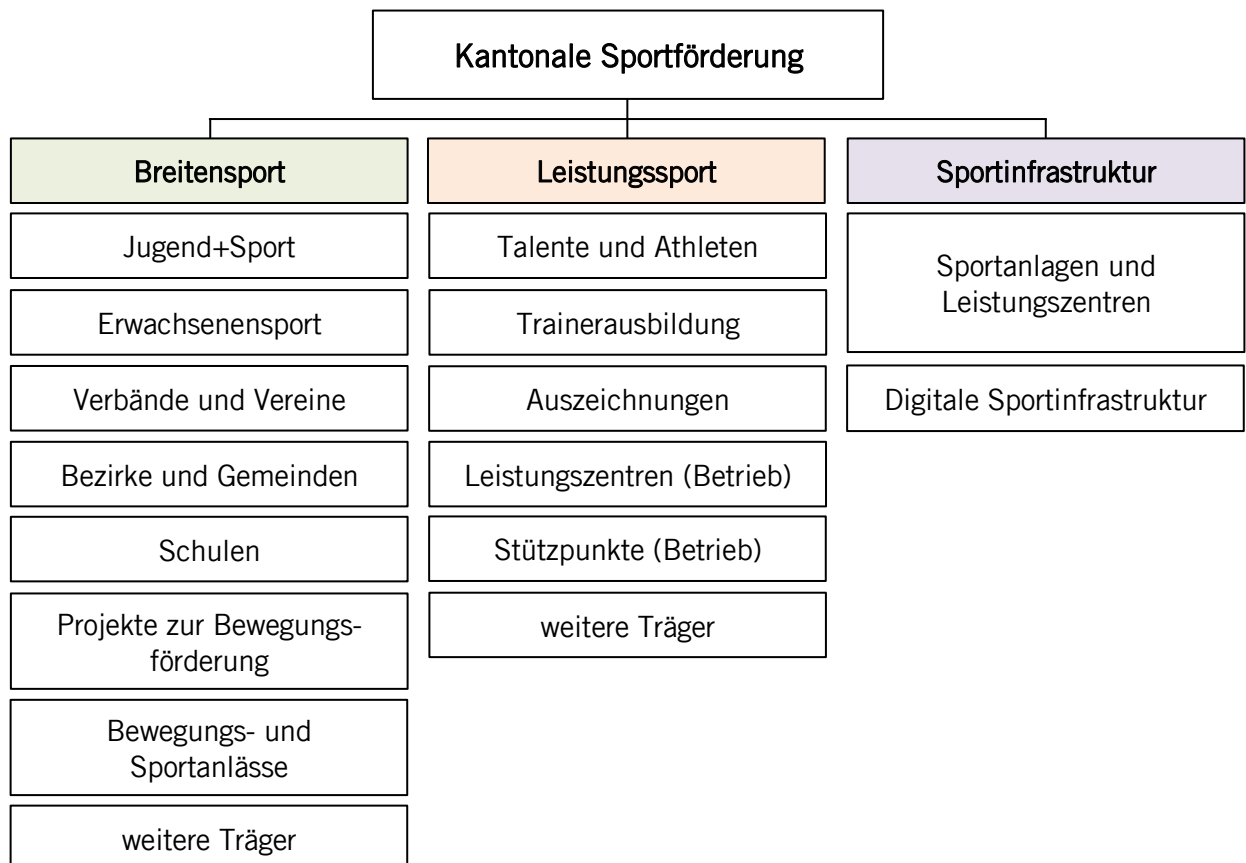 Kantonale Sportförderung
Breitensport
Jugend+Sport
Erwachsenensport
Verbände und Vereine
Bezirke und Gemeinden
Schulen
Projekte zur Bewegungs-
förderung
Bewegungs- und
Sportanlässe
weitere Träger
Leistungssport
Talente und Athleten
Trainerausbildung
Auszeichnungen
Leistungszentren (Betrieb)
Stützpunkte (Betrieb)
weitere Träger
Sportinfrastruktur
Sportanlagen und
Leistungszentren
Digitale Sportinfrastruktur